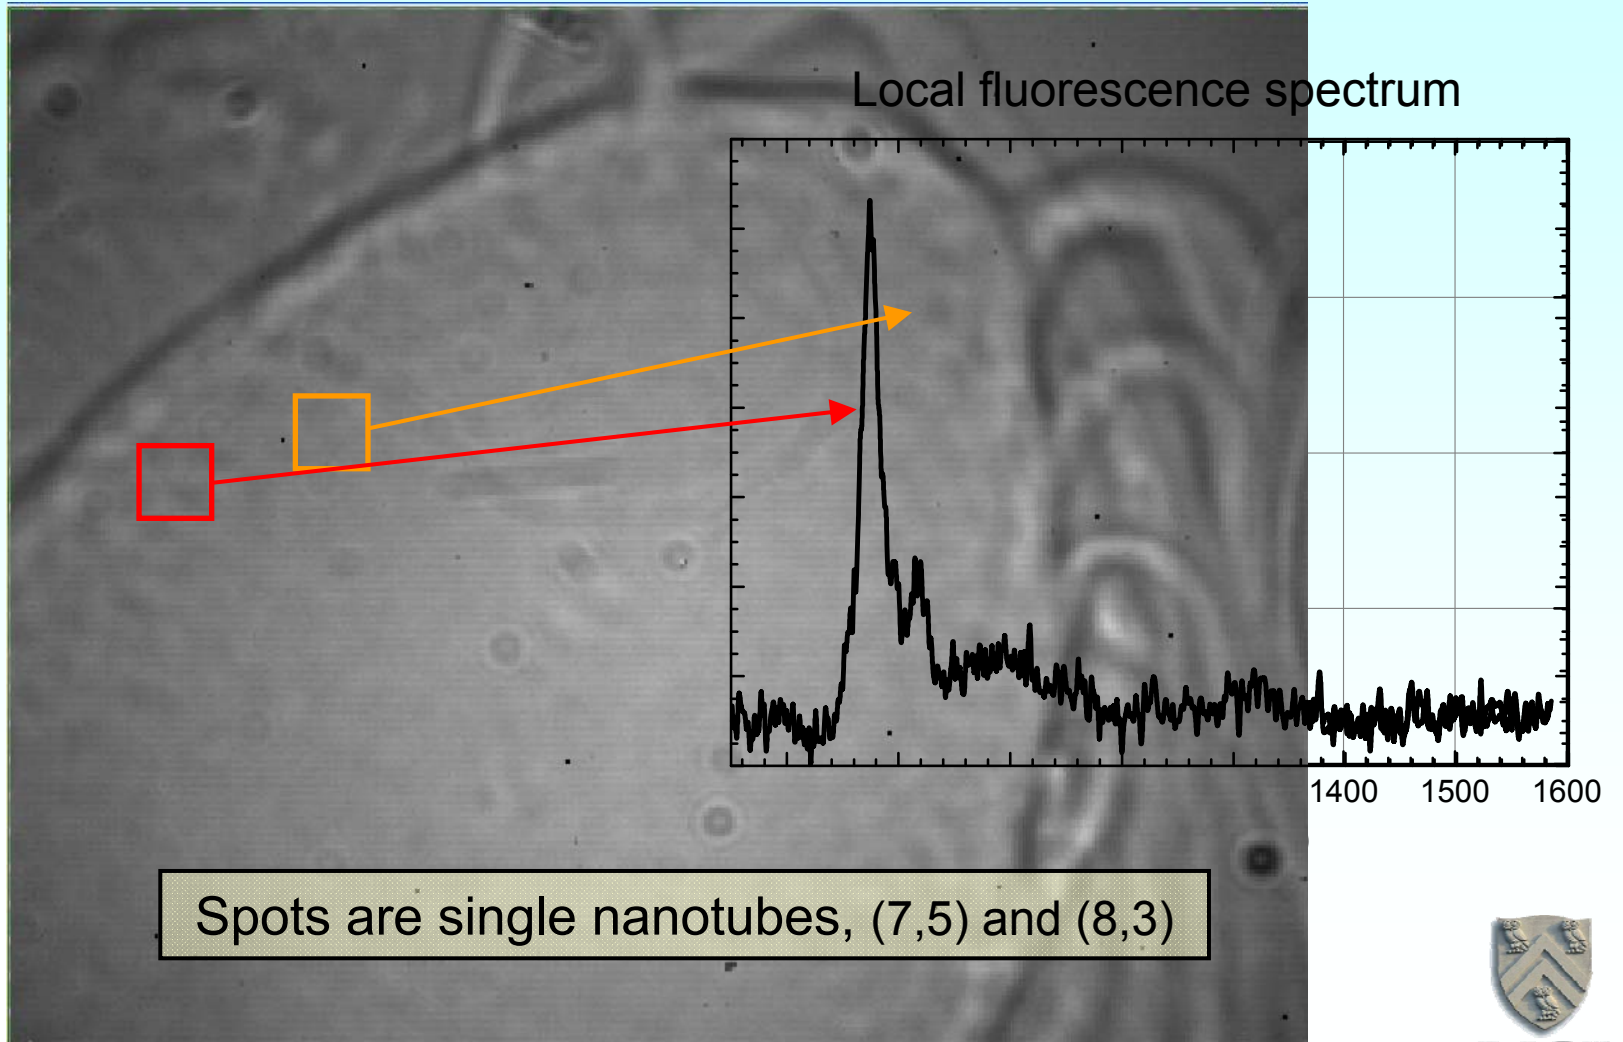 Local fluorescence spectrum
1400 1500 1600
Spots are single nanotubes, (7,5) and (8,3)